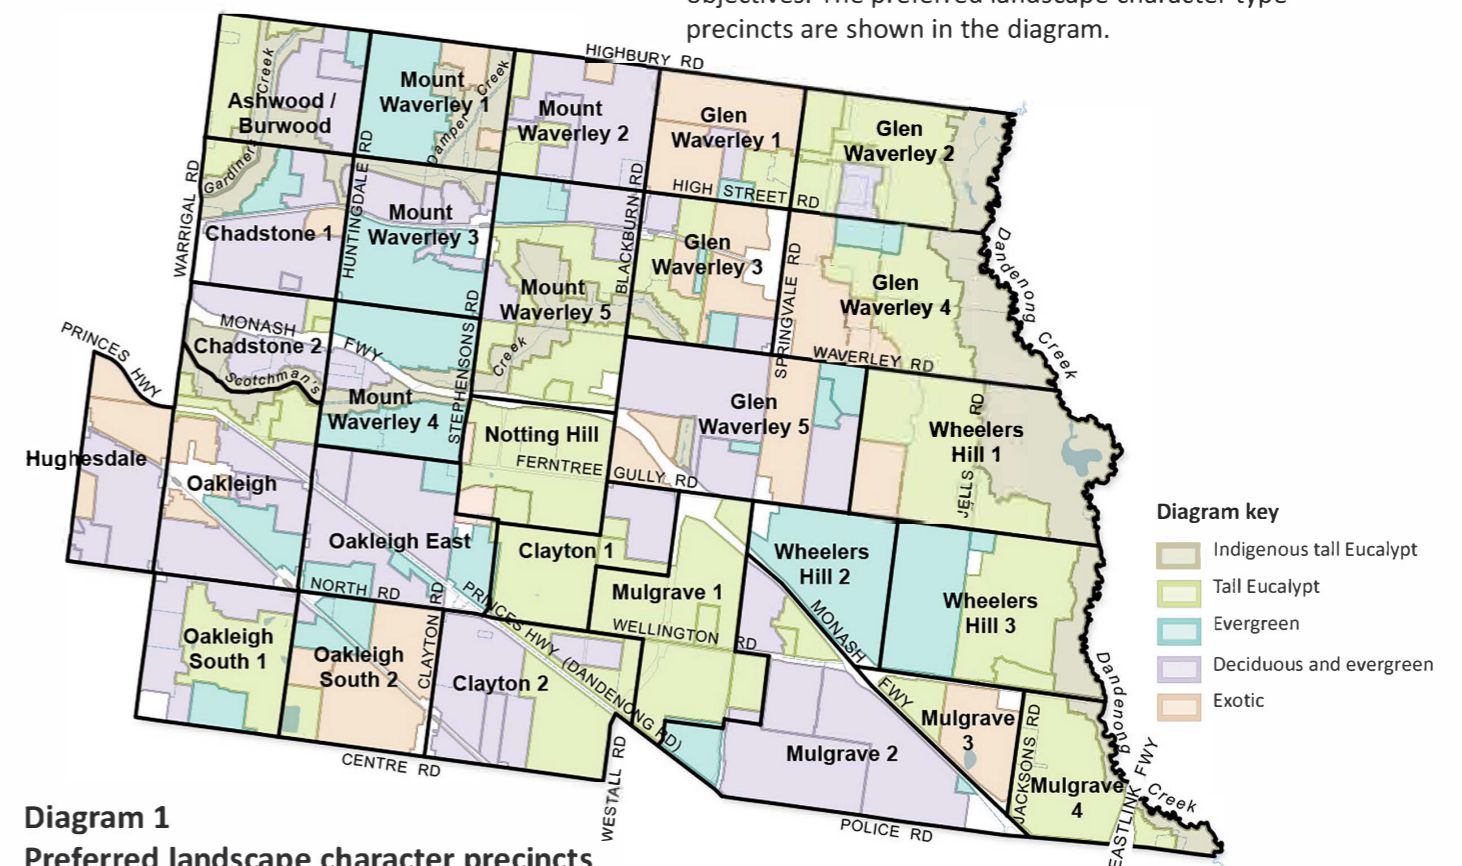 objectives. The preferred landscape character type
precincts are shown in the diagram.
HIGHBURY RD
Ashwood /
Burwood
Creek
Gardiners
Mount
Waverley 1
Damper Creek
Mount
Waverley 2
Glen
Waverley 1
Glen
Waverley 2
WARRIGAL RD
HUNTINGDALE RD
BLACKBURN RD
HIGH STREET RD
Chadstone 1
Mount
Waverley 3
Mount
Waverley 5
Creek
Glen
Waverley 3
SPRINGVALE RD
Glen
Waverley 4
Dandenong Creek
PRINCES HWY
MONASH FWY
Chadstone 2
Scotchman's
STEPHENSONS RD
WAVERLEY RD
Mount
Waverley 4
Notting Hill
FERNTREE GULLY RD
Glen
Waverley 5
Wheelers
Hill 1
JELLS RD
Hughesdale
Oakleigh
Oakleigh East
Clayton 1
Wheelers
Hill 2
Wheelers
Hill 3
NORTH RD
CLAYTON RD
PRINCES HWY (DANDENONG RD)
Mulgrave 1
WELLINGTON RD
MONASH FWY
Oakleigh
South 1
Oakleigh
South 2
Clayton 2
Mulgrave 2
Mulgrave
3
JACKSONS RD
Mulgrave
4
Dandenong Creek
EASTLINK FWY
CENTRE RD
WESTALL RD
POLICE RD
Diagram key
Indigenous tall Eucalypt
Tall Eucalypt
Evergreen
Deciduous and evergreen
Exotic
Diagram 1
Preferred landscape character precincts